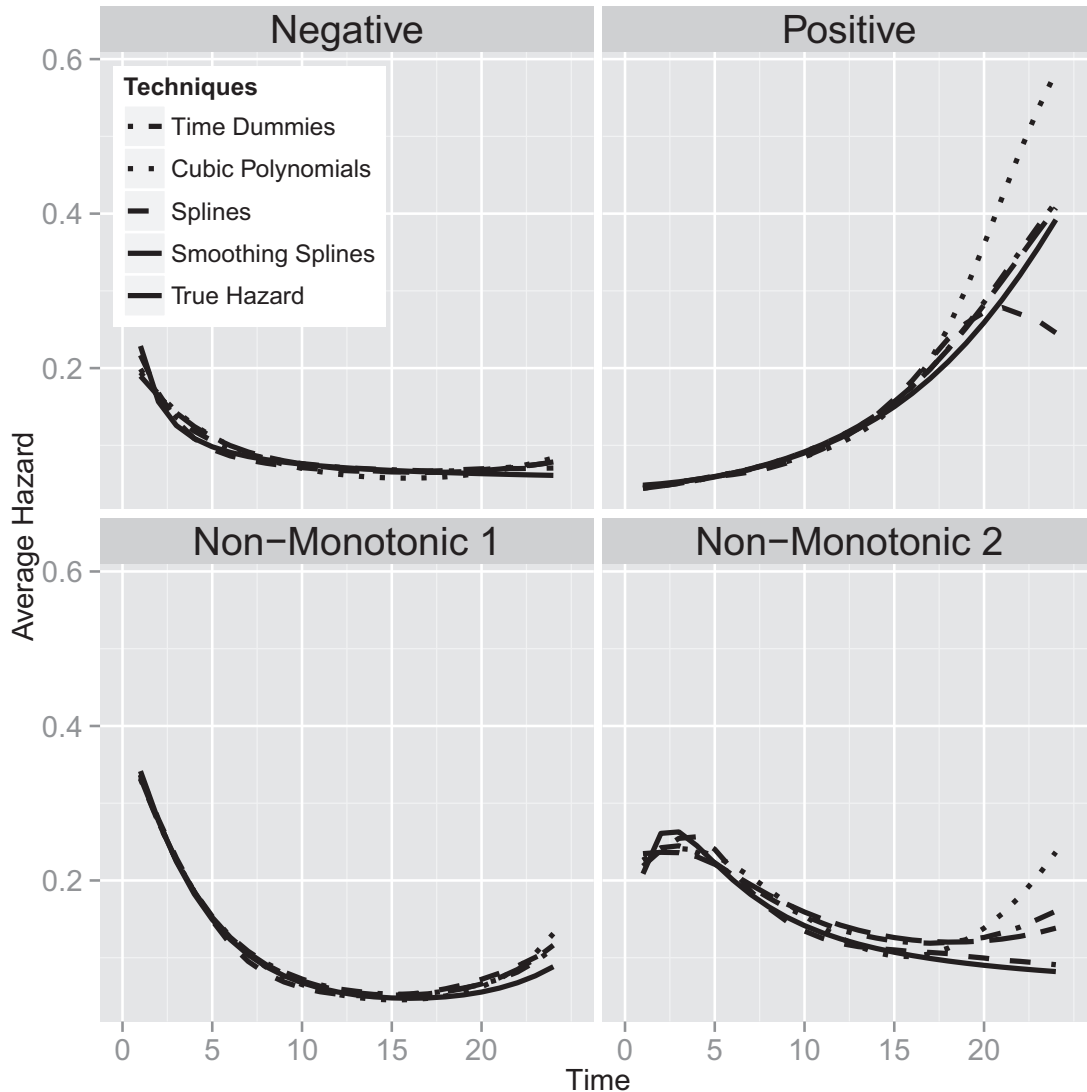 Negative
Positive
0.6
0.4
0.2
Techniques
Time Dummies
Cubic Polynomials
Splines
Smoothing Splines
True Hazard
Average Hazard
Non−Monotonic 1
Non−Monotonic 2
0.6
0.4
0.2
0 5 10 15 20
0 5 10 15 20
Time